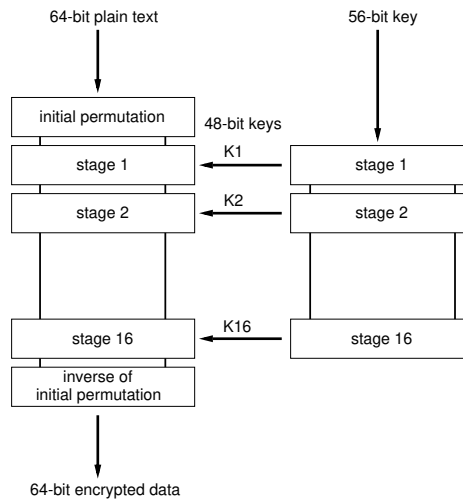 64-bit plain text
56-bit key
initial permutation
48-bit keys
stage 1
K1
stage 1
stage 2
K2
stage 2
stage 16
K16
stage 16
inverse of
initial permutation
64-bit encrypted data